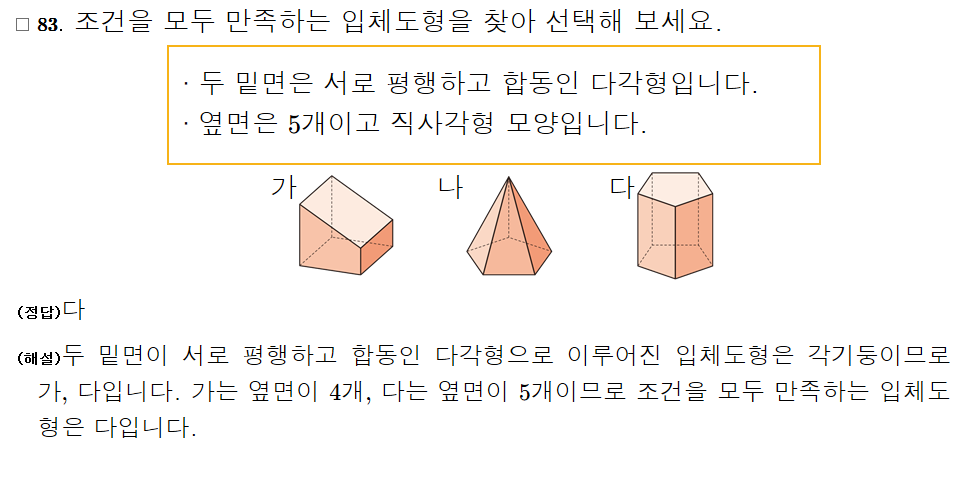 □ 83. 조건을 모두 만족하는 입체도형을 찾아 선택해 보세요.
· 두 밑면은 서로 평행하고 합동인 다각형입니다.
· 옆면은 5개이고 직사각형 모양입니다.
가 나 다
(정답)다
(해설)두 밑면이 서로 평행하고 합동인 다각형으로 이루어진 입체도형은 각기둥이므로
가, 다입니다. 가는 옆면이 4개, 다는 옆면이 5개이므로 조건을 모두 만족하는 입체도
형은 다입니다.